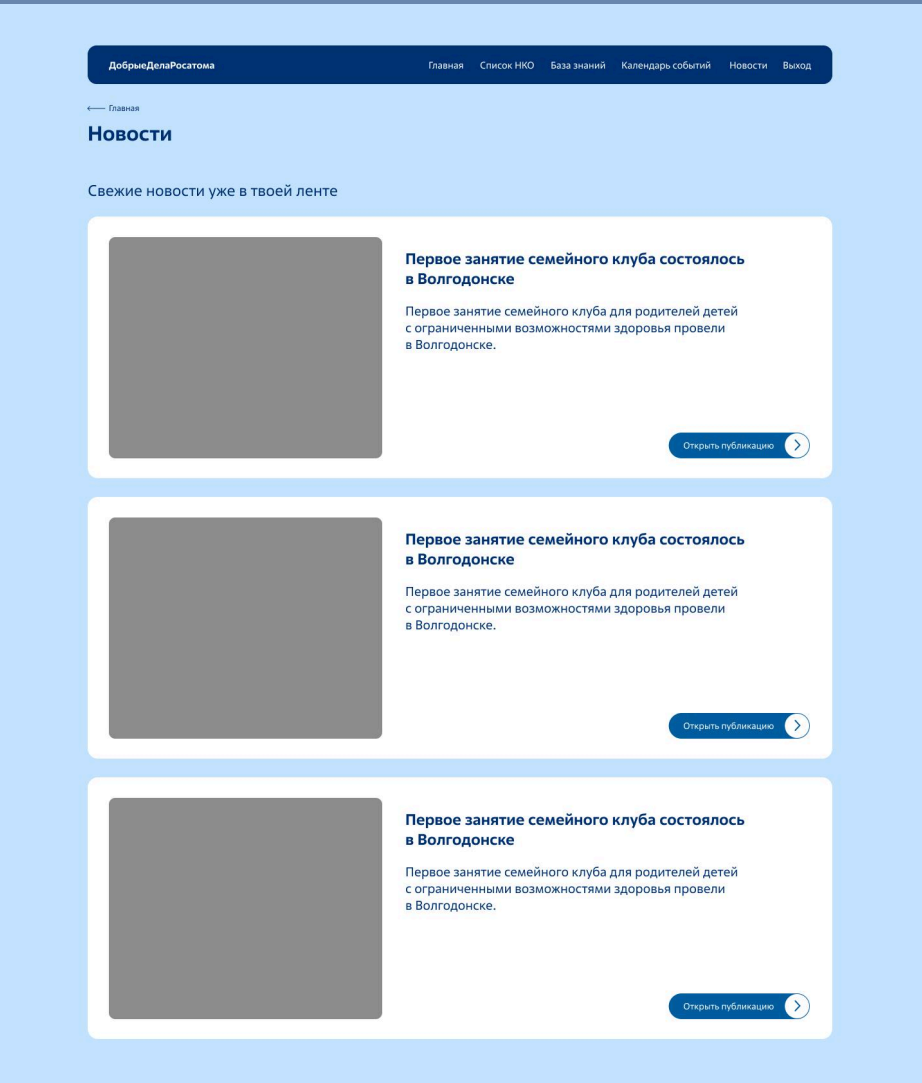 ДобрыеДелаРосатома
Главная Список НКО База знаний Календарь событий Новости Выход
Главная
Новости
Свежие новости уже в твоей ленте
Первое занятие семейного клуба состоялось
в Волгодонске
Первое занятие семейного клуба для родителей детей
с ограниченными возможностями здоровья провели
в Волгодонске.
Открыть публикацию
Первое занятие семейного клуба состоялось
в Волгодонске
Первое занятие семейного клуба для родителей детей
с ограниченными возможностями здоровья провели
в Волгодонске.
Открыть публикацию
Первое занятие семейного клуба состоялось
в Волгодонске
Первое занятие семейного клуба для родителей детей
с ограниченными возможностями здоровья провели
в Волгодонске.
Открыть публикацию